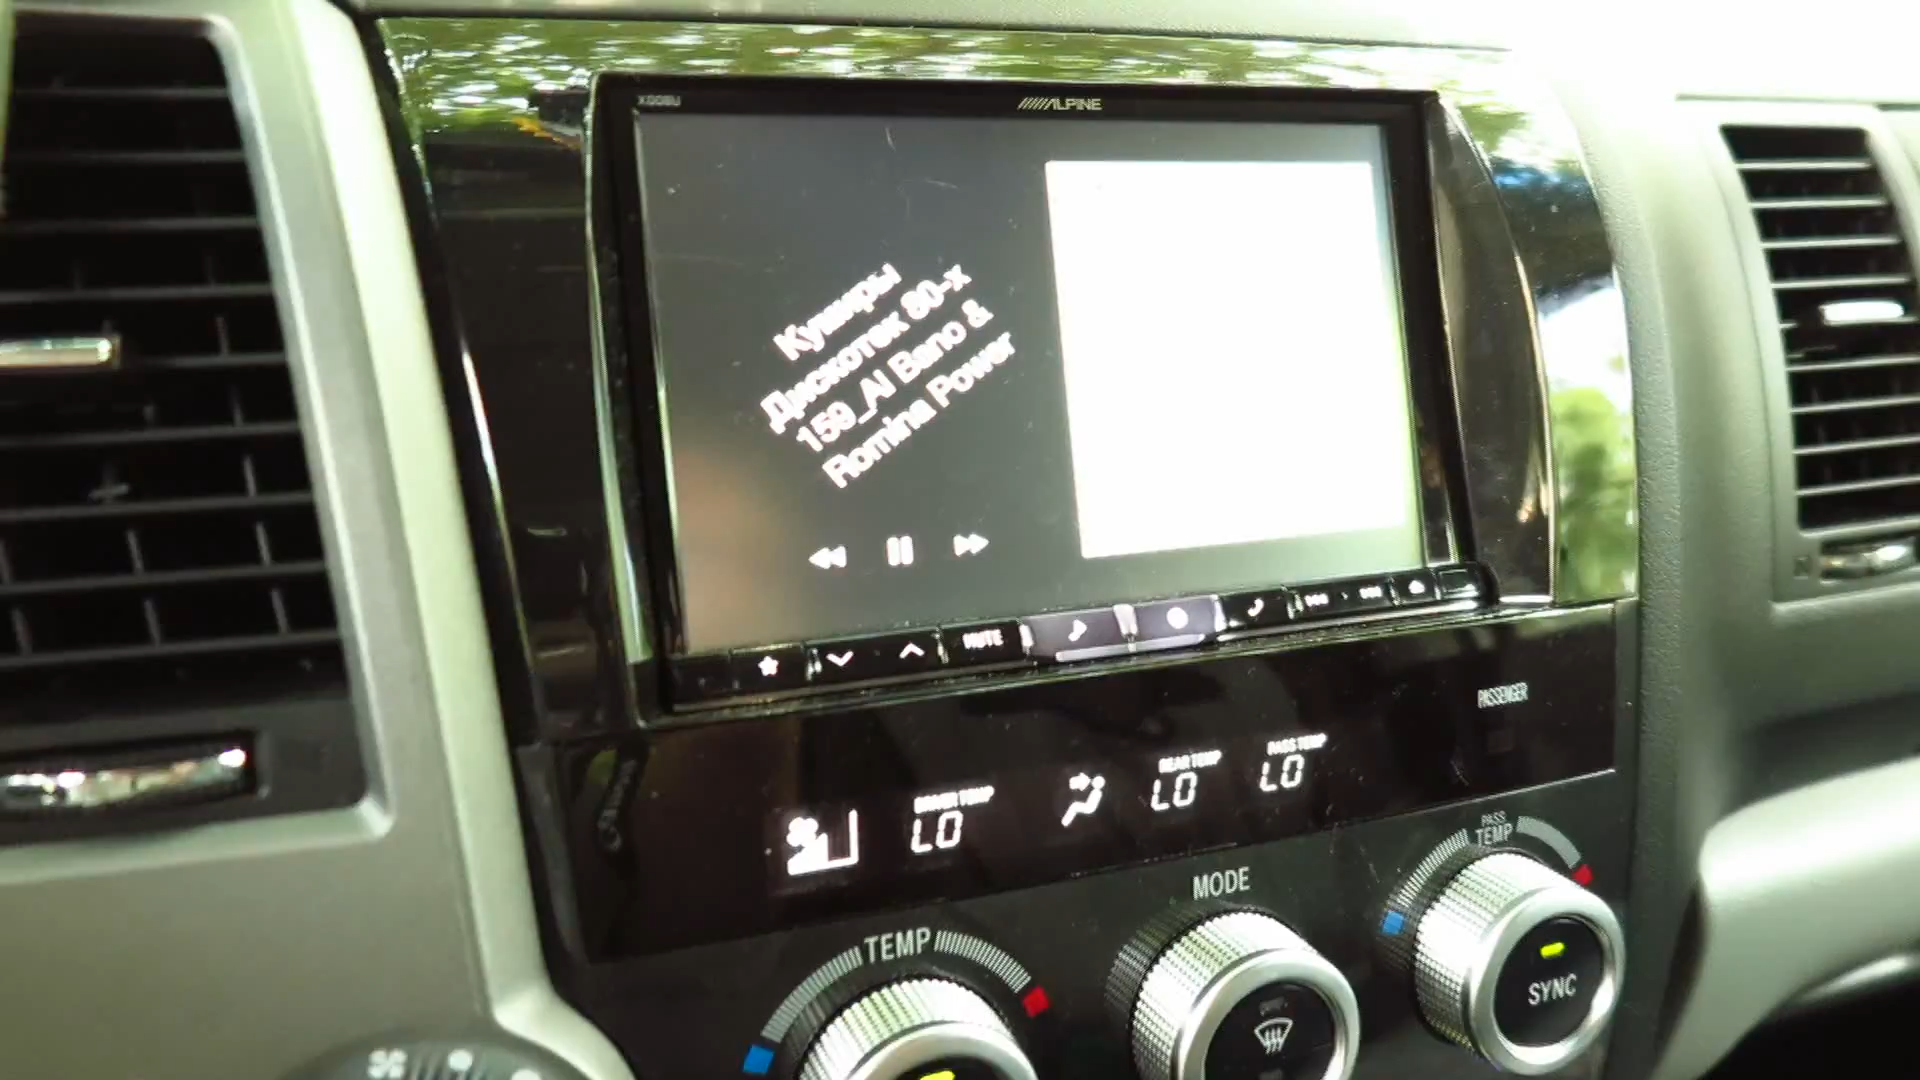 X008U
ALPINE
Кумиры
Дискотек 80-х
159_Al Bano &
Romina Power
MUTE
PASSENGER
DRIVER TEMP
LO
REAR TEMP
LO
PASS TEMP
LO
TEMP
MODE
PASS
TEMP
SYNC